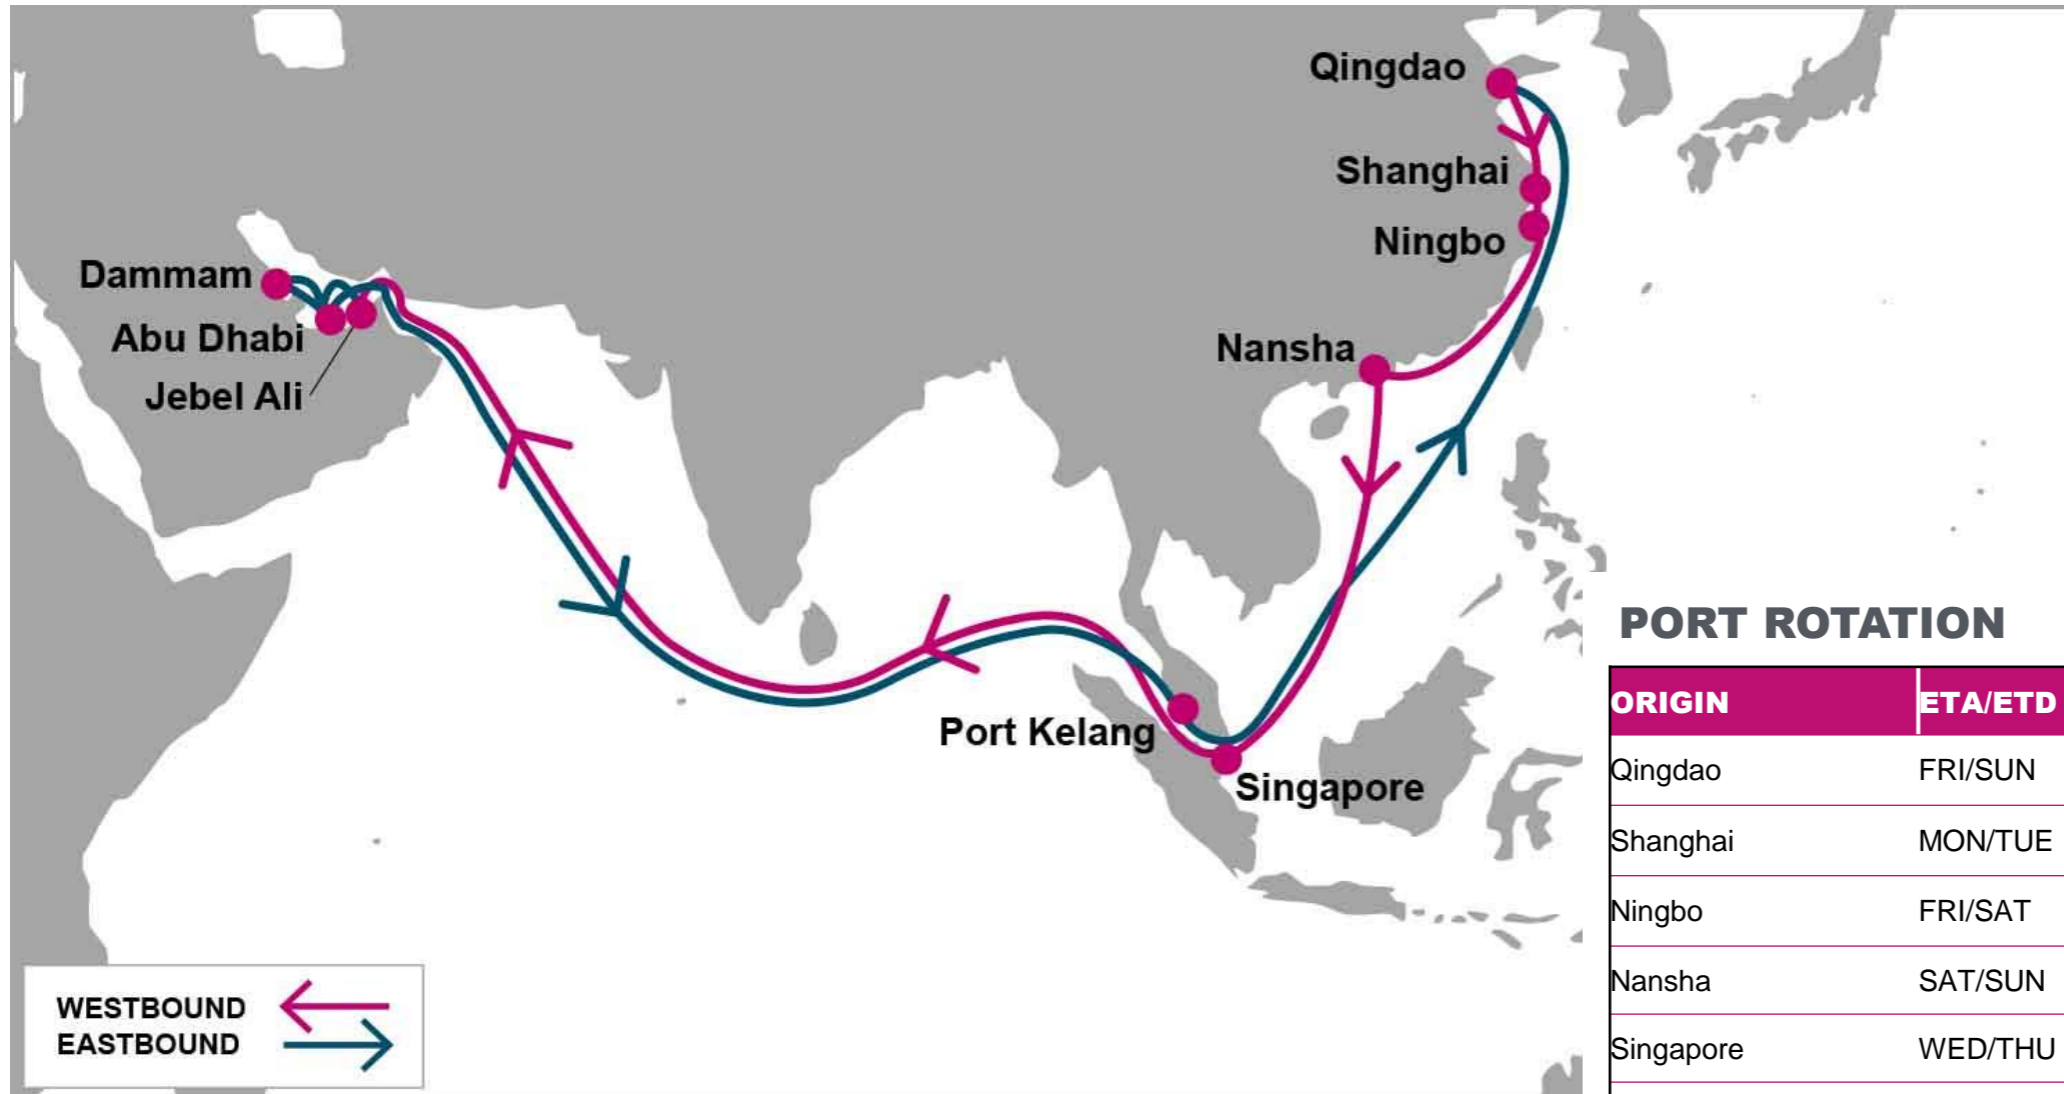 Qingdao
Shanghai
Ningbo
Dammam
Abu Dhabi
Jebel Ali
Nansha
Port Kelang
Singapore
WESTBOUND
EASTBOUND
PORT ROTATION
ORIGIN ETA/ETD
Qingdao FRI/SUN
Shanghai MON/TUE
Ningbo FRI/SAT
Nansha SAT/SUN
Singapore WED/THU